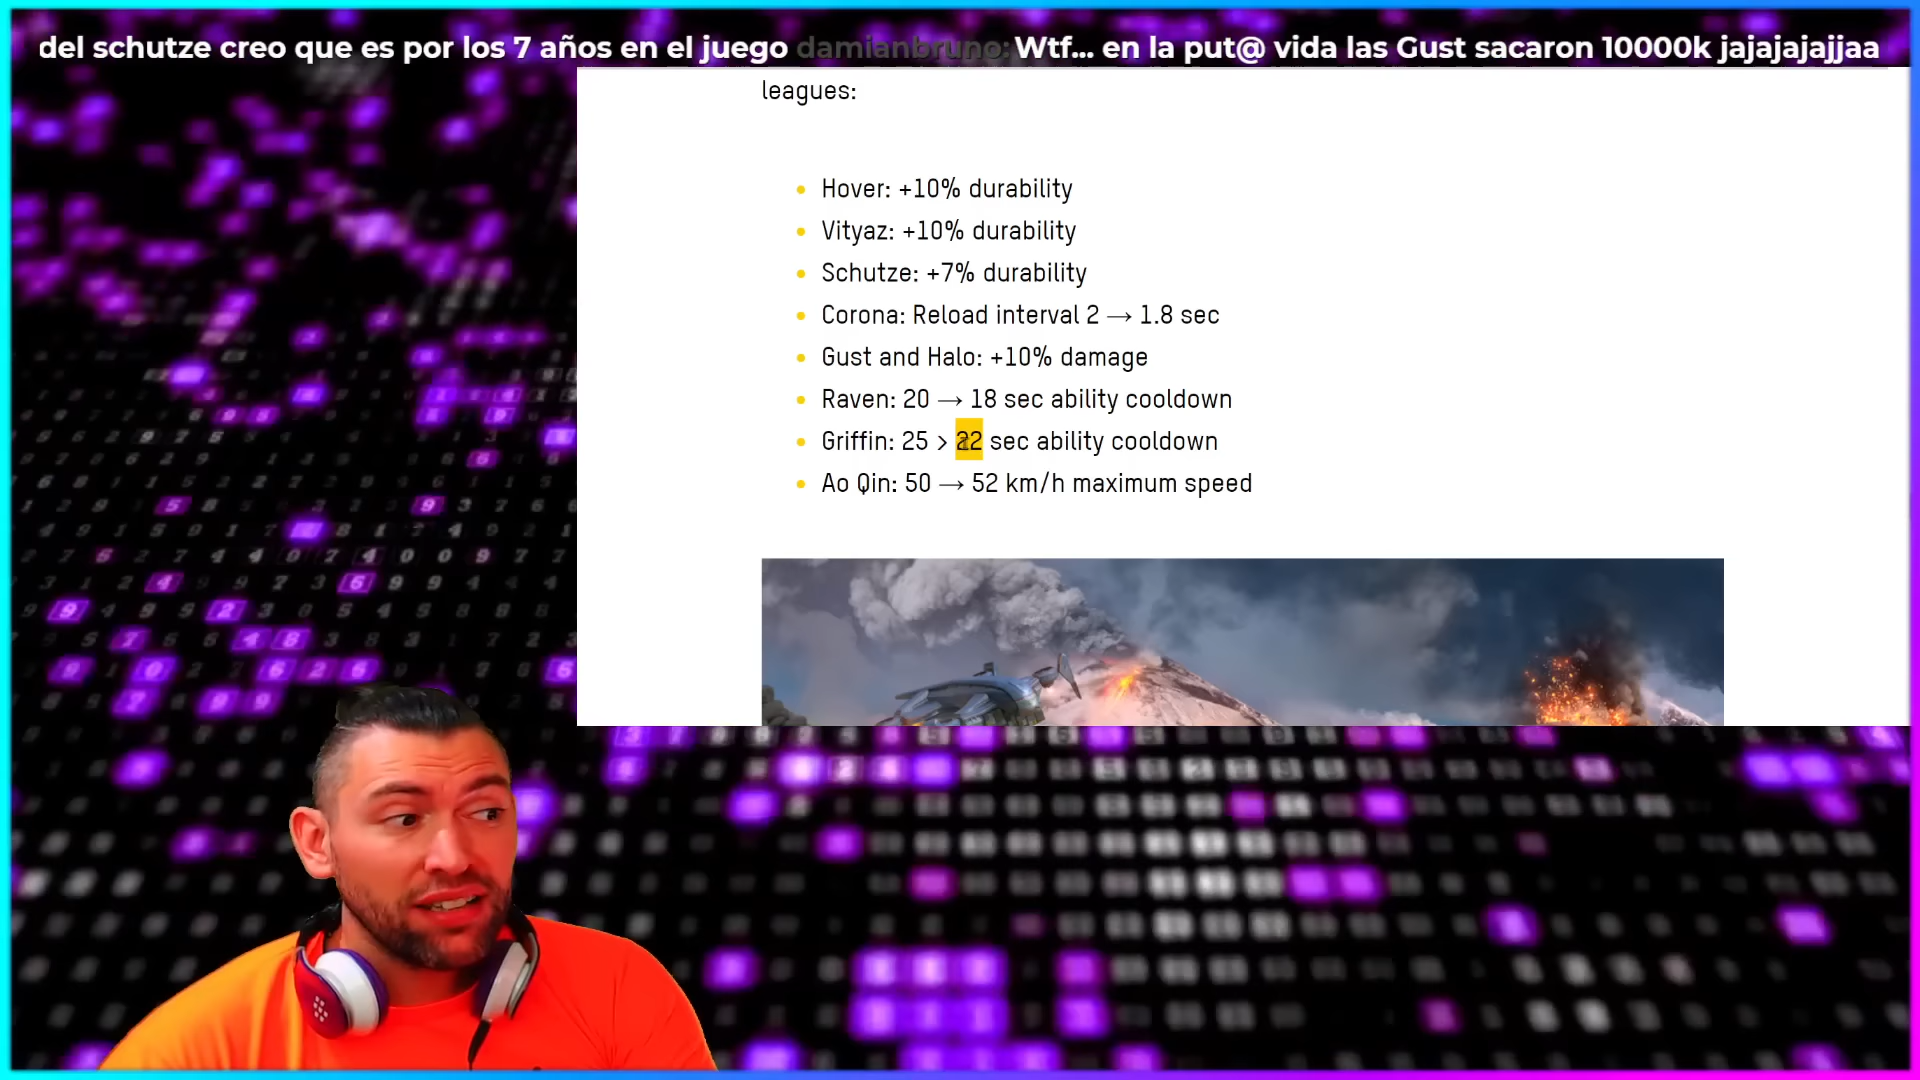 del schutze creo que es por los 7 años en el juego damianbruno: Wtf... en la put@ vida las Gust sacaron 10000k jajajajajjaa
leagues:
Hover: +10% durability
Vityaz: +10% durability
Schutze: +7% durability
Corona: Reload interval 2 → 1.8 sec
Gust and Halo: +10% damage
Raven: 20 → 18 sec ability cooldown
Griffin: 25 > 22 sec ability cooldown
Ao Qin: 50 → 52 km/h maximum speed